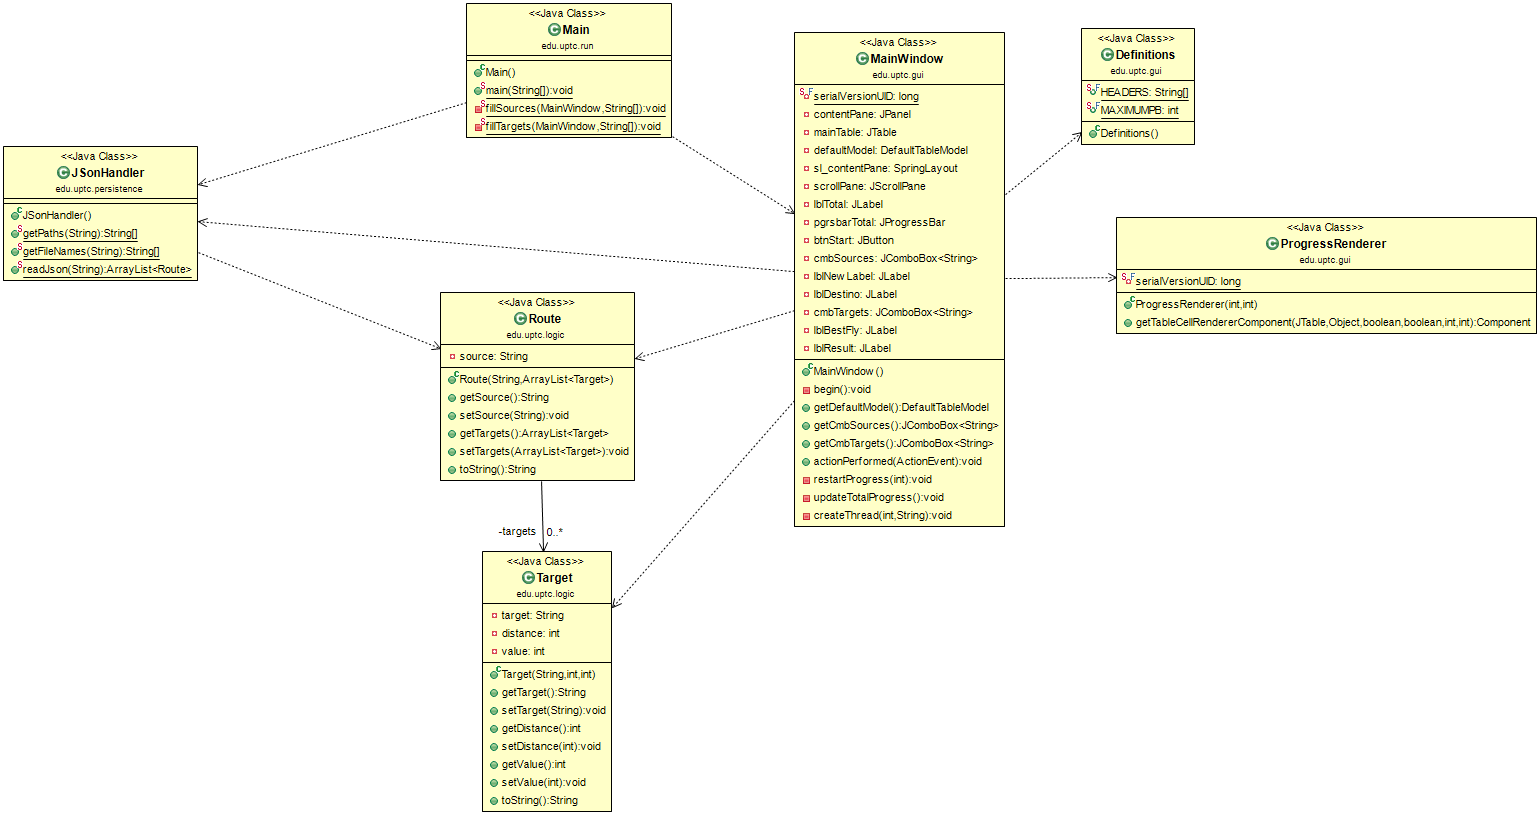 <<Java Class>>
Main
edu.uptc.run
Main()
main(String[]):void
fillSources(MainWindow,String[]):void
fillTargets(MainWindow,String[]):void
<<Java Class>>
MainWindow
edu.uptc.gui
serialVersionUID: long
contentPane: JPanel
mainTable: JTable
defaultModel: DefaultTableModel
sl_contentPane: SpringLayout
scrollPane: JScrollPane
lblTotal: JLabel
pgrsbarTotal: JProgressBar
btnStart: JButton
cmbSources: JComboBox<String>
lblNewLabel: JLabel
lblDestino: JLabel
cmbTargets: JComboBox<String>
lblBestFly: JLabel
lblResult: JLabel
MainWindow()
begin():void
getDefaultModel():DefaultTableModel
getCmbSources():JComboBox<String>
getCmbTargets():JComboBox<String>
actionPerformed(ActionEvent):void
restartProgress(int):void
updateTotalProgress():void
createThread(int,String):void
<<Java Class>>
Definitions
edu.uptc.gui
HEADERS: String[]
MAXIMUMPB: int
Definitions()
<<Java Class>>
JSonHandler
edu.uptc.persistence
JSonHandler()
getPaths(String):String[]
getFileNames(String):String[]
readJson(String):ArrayList<Route>
<<Java Class>>
ProgressRenderer
edu.uptc.gui
serialVersionUID: long
ProgressRenderer(int,int)
getTableCellRendererComponent(JTable,Object,boolean,boolean,int,int):Component
<<Java Class>>
Route
edu.uptc.logic
source: String
Route(String,ArrayList<Target>)
getSource():String
setSource(String):void
getTargets():ArrayList<Target>
setTargets(ArrayList<Target>):void
toString():String
-targets 0..*
<<Java Class>>
Target
edu.uptc.logic
target: String
distance: int
value: int
Target(String,int,int)
getTarget():String
setTarget(String):void
getDistance():int
setDistance(int):void
getValue():int
setValue(int):void
toString():String